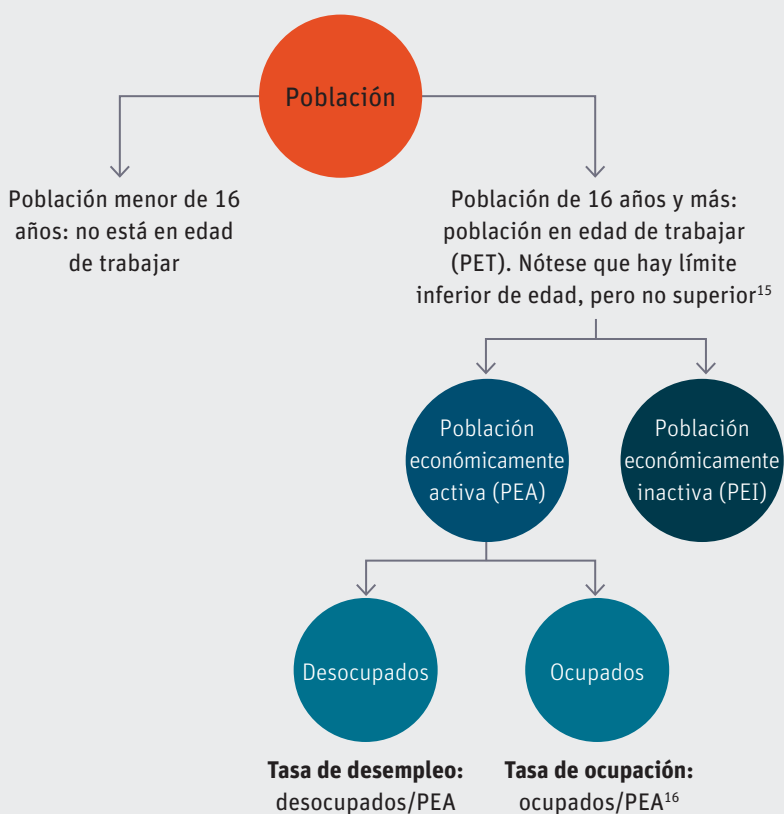 Población
Población menor de 16
años: no está en edad
de trabajar
Población de 16 años y más:
población en edad de trabajar
(PET). Nótese que hay límite
inferior de edad, pero no superior¹⁵
Población
económicamente
activa (PEA)
Población
económicamente
inactiva (PEI)
Desocupados
Ocupados
Tasa de desempleo:
desocupados/PEA
Tasa de ocupación:
ocupados/PEA¹⁶